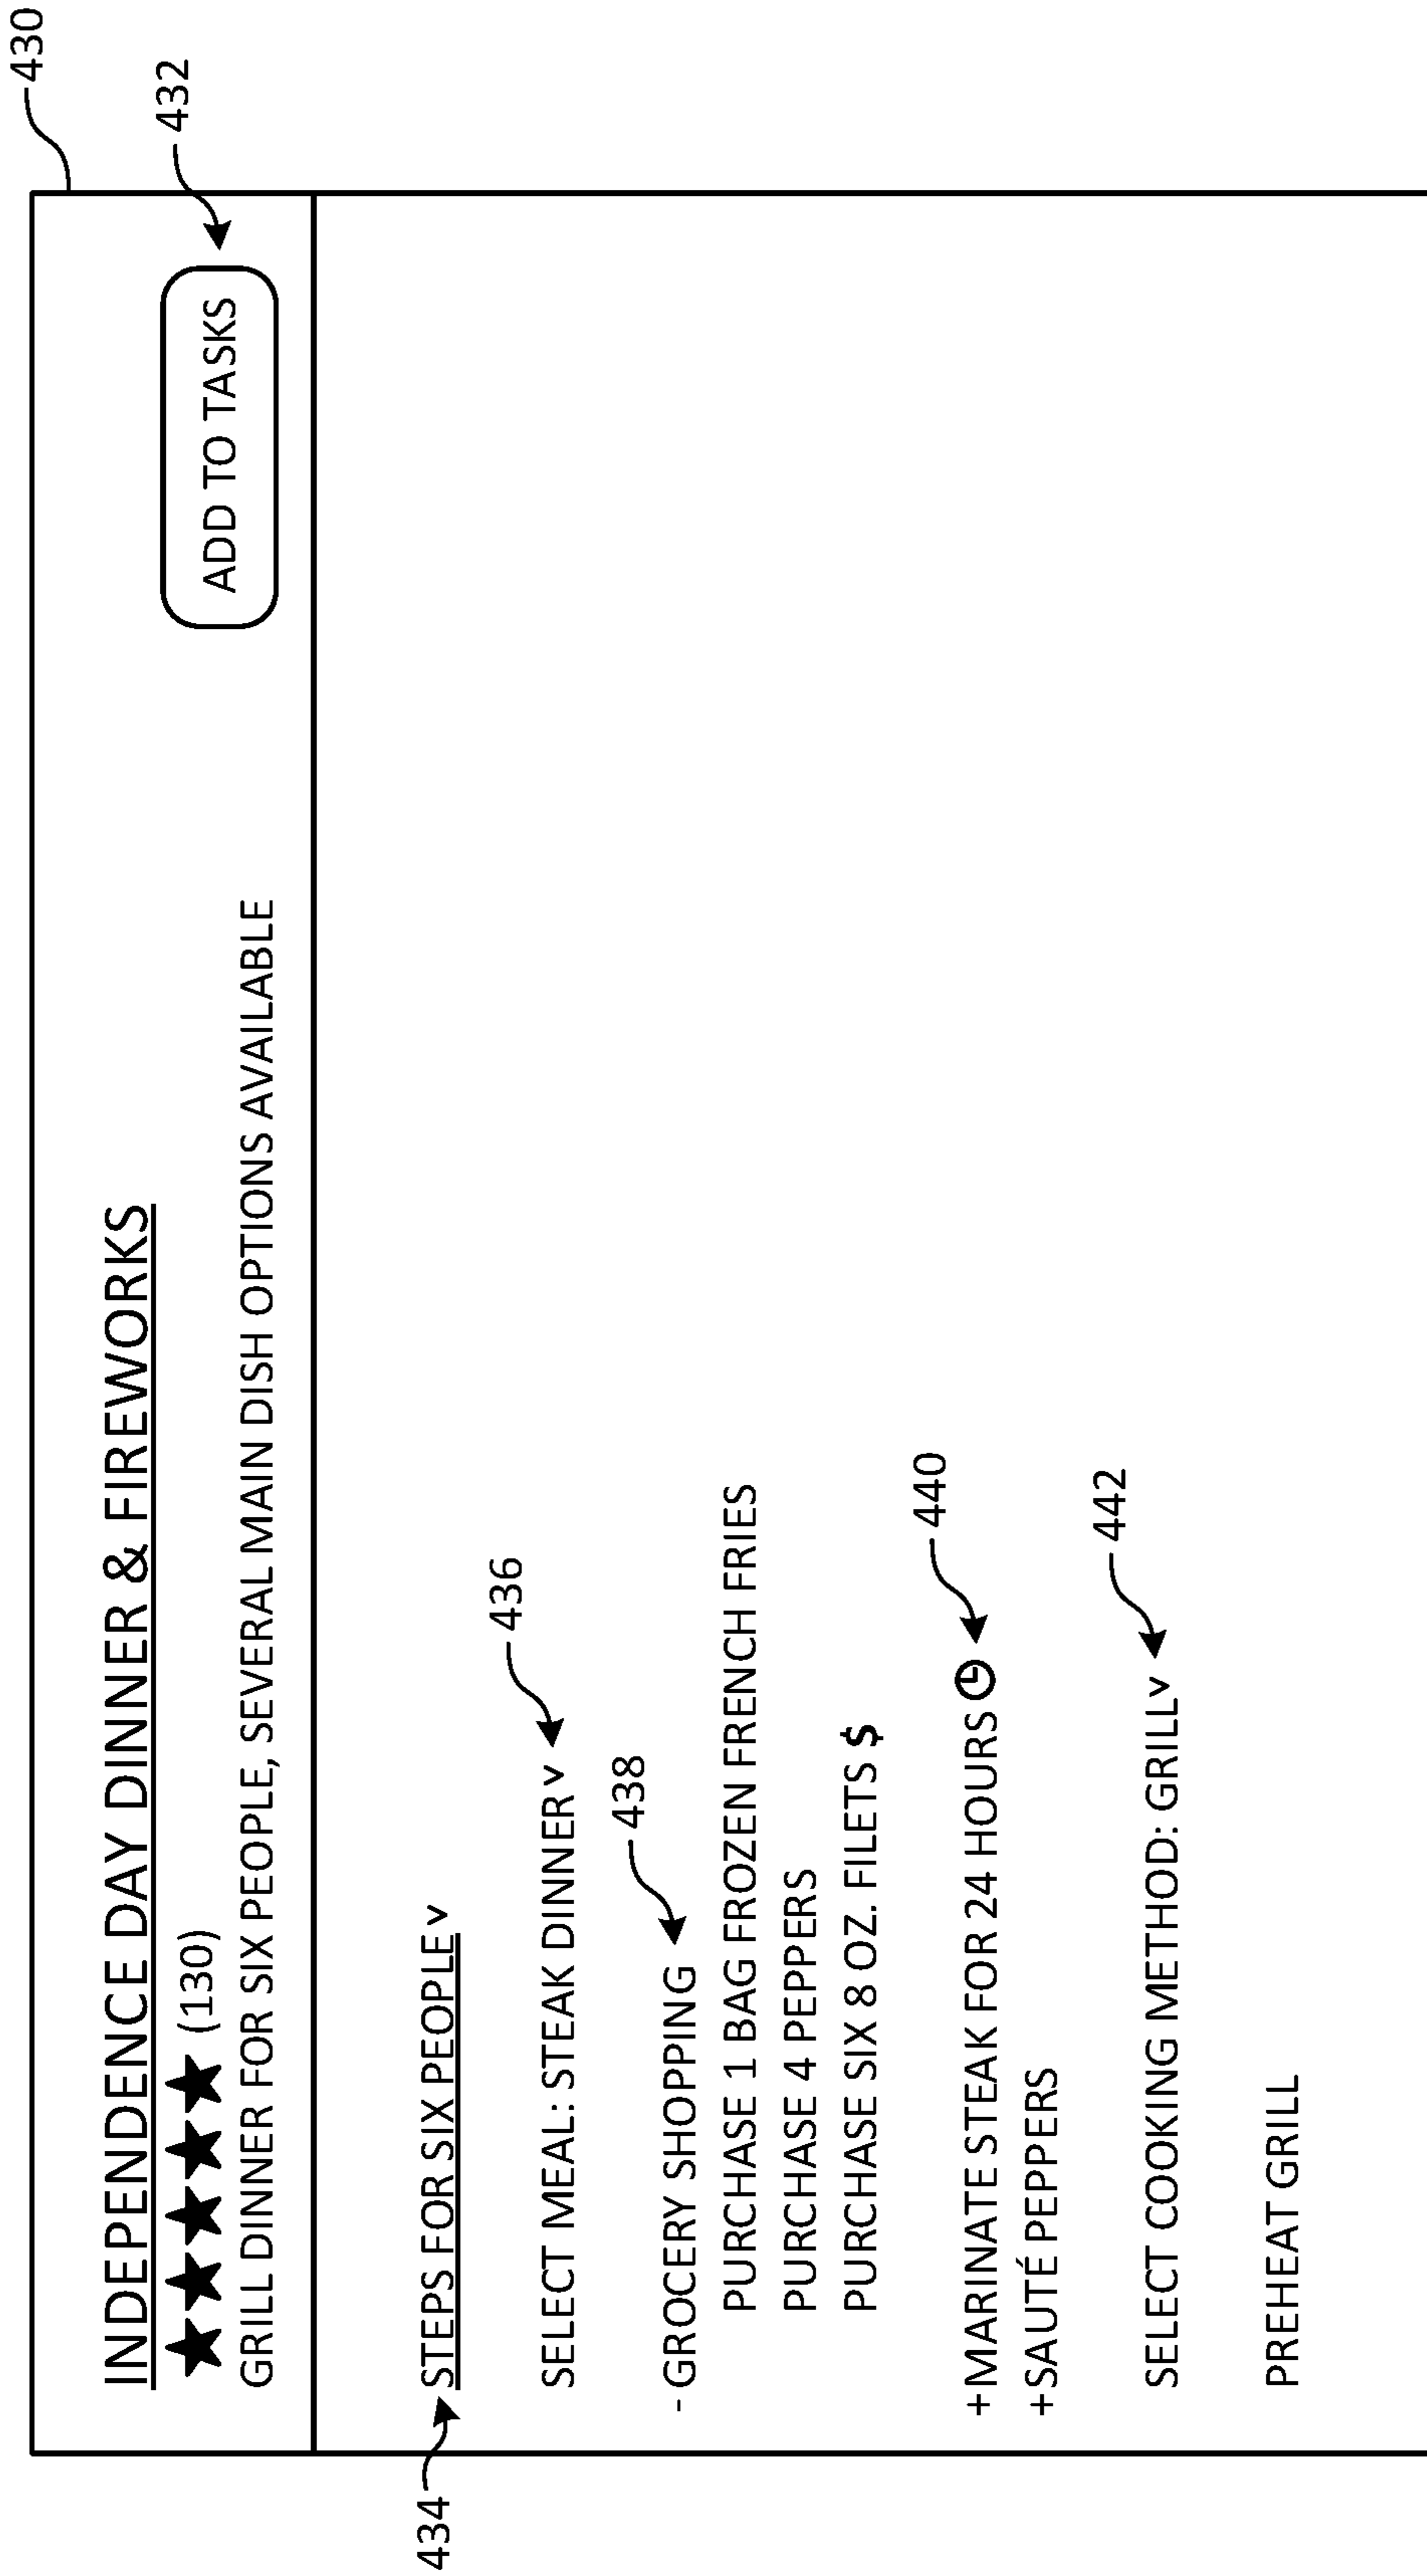 430
INDEPENDENCE DAY DINNER & FIREWORKS
★★★★★ (130)
432
ADD TO TASKS
GRILL DINNER FOR SIX PEOPLE, SEVERAL MAIN DISH OPTIONS AVAILABLE
434
STEPS FOR SIX PEOPLE v
436
SELECT MEAL: STEAK DINNER v
438
- GROCERY SHOPPING
PURCHASE 1 BAG FROZEN FRENCH FRIES
PURCHASE 4 PEPPERS
PURCHASE SIX 8 OZ. FILETS $
440
+MARINATE STEAK FOR 24 HOURS
+SAUTÉ PEPPERS
442
SELECT COOKING METHOD: GRILL v
PREHEAT GRILL